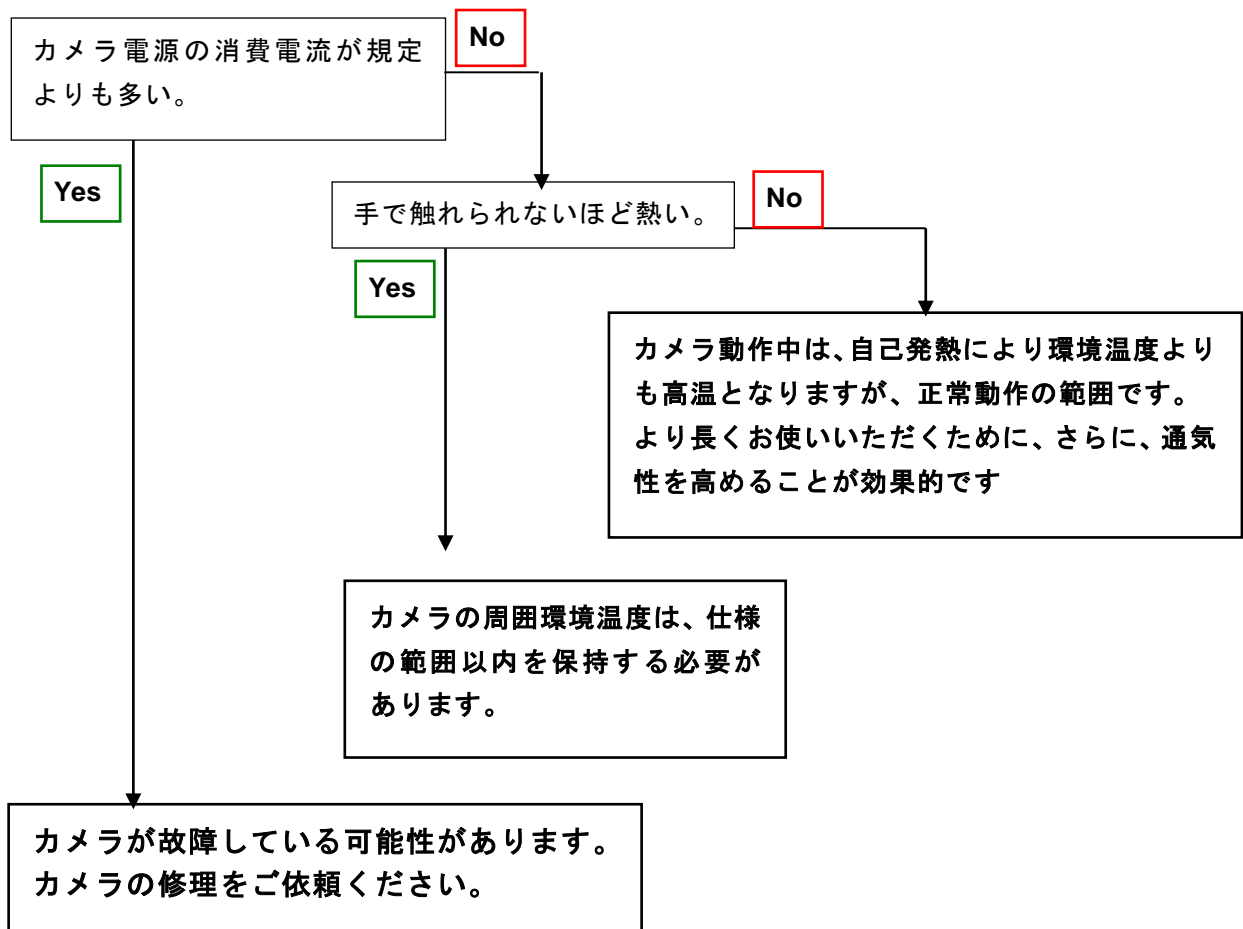 カメラ電源の消費電流が規定
よりも多い。
No
Yes
手で触れられないほど熱い。
No
Yes
カメラ動作中は、自己発熱により環境温度より
も高温となりますが、正常動作の範囲です。
より長くお使いいただくために、さらに、通気
性を高めることが効果的です
カメラの周囲環境温度は、仕様
の範囲以内を保持する必要が
あります。
カメラが故障している可能性があります。
カメラの修理をご依頼ください。